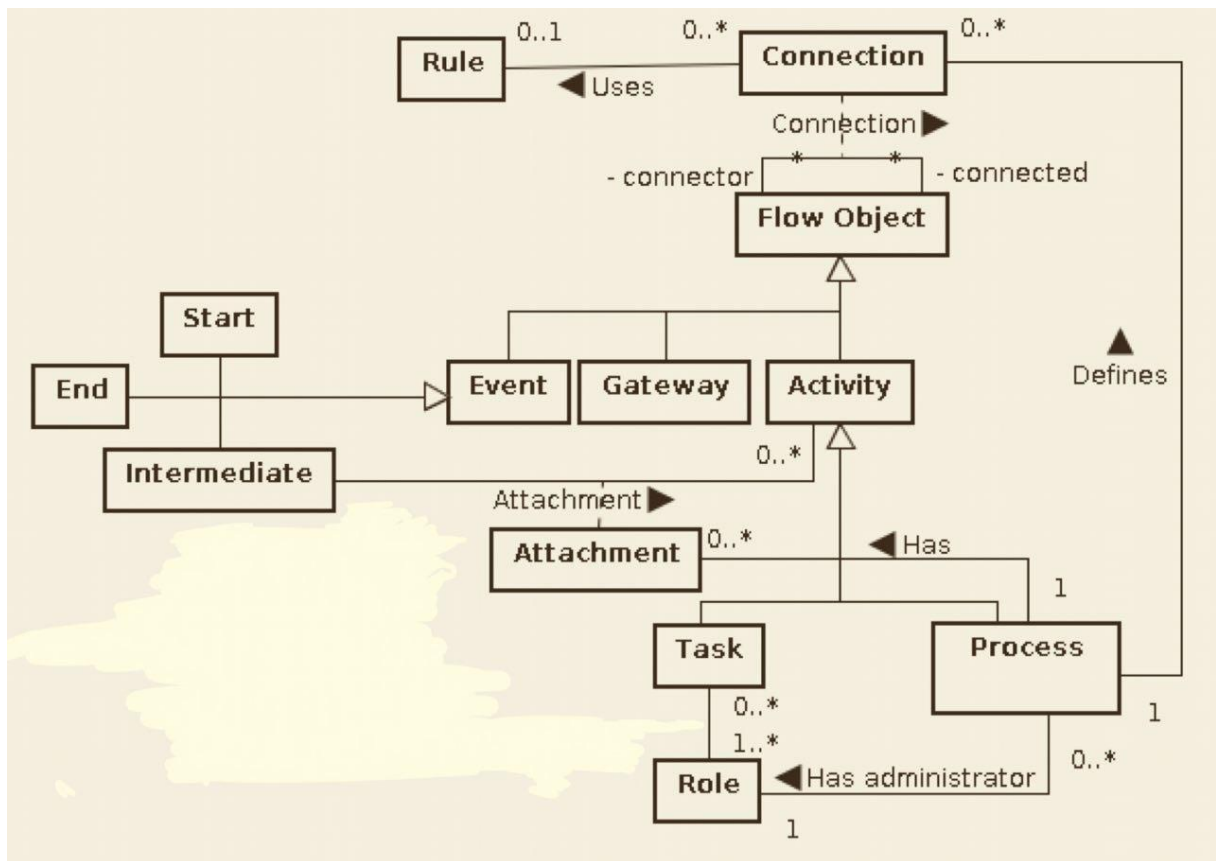 0..1
0..*
0..*
Rule
Connection
◀ Uses
Connection ▶
*
*
- connector
- connected
Flow Object
Start
▲
Defines
End
Event
Gateway
Activity
0..*
Intermediate
Attachment ▶
Attachment
0..*
◀ Has
1
Task
Process
0..*
1
1..*
0..*
Role
◀ Has administrator
1